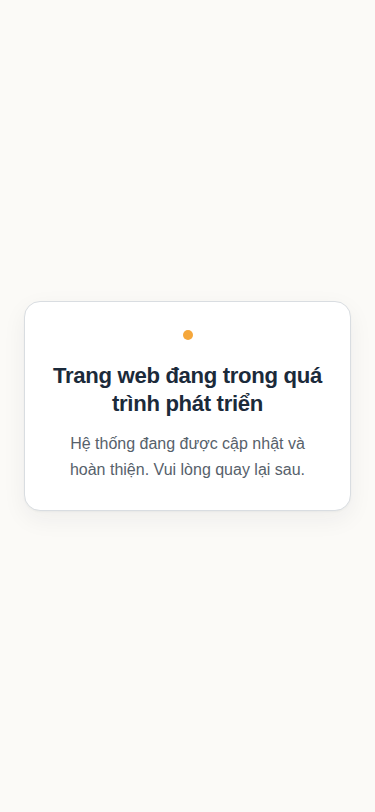 Trang web đang trong quá
trình phát triển
Hệ thống đang được cập nhật và
hoàn thiện. Vui lòng quay lại sau.